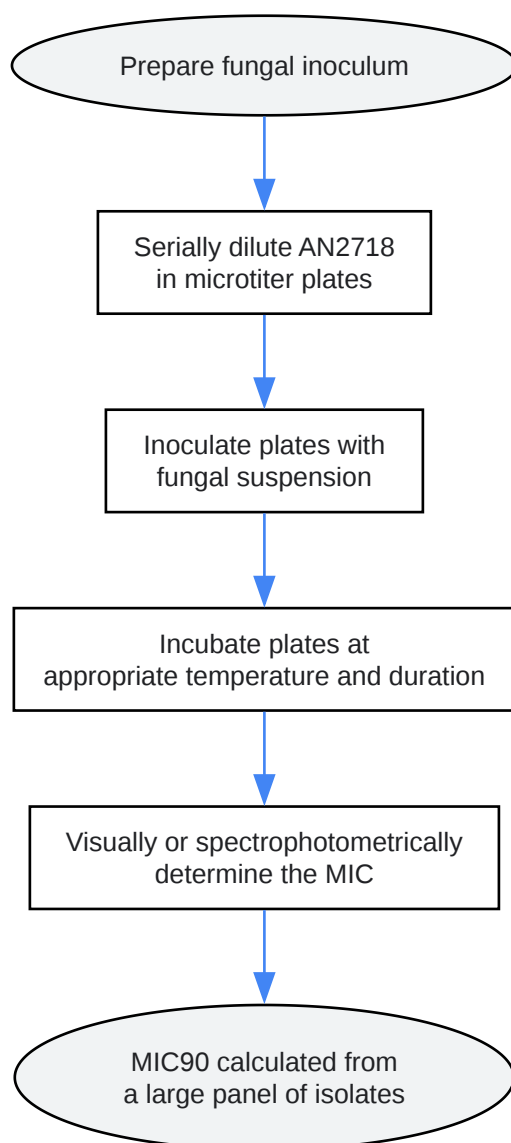 Prepare fungal inoculum
Serially dilute AN2718
in microtiter plates
Inoculate plates with
fungal suspension
Incubate plates at
appropriate temperature and duration
Visually or spectrophotometrically
determine the MIC
MIC90 calculated from
a large panel of isolates